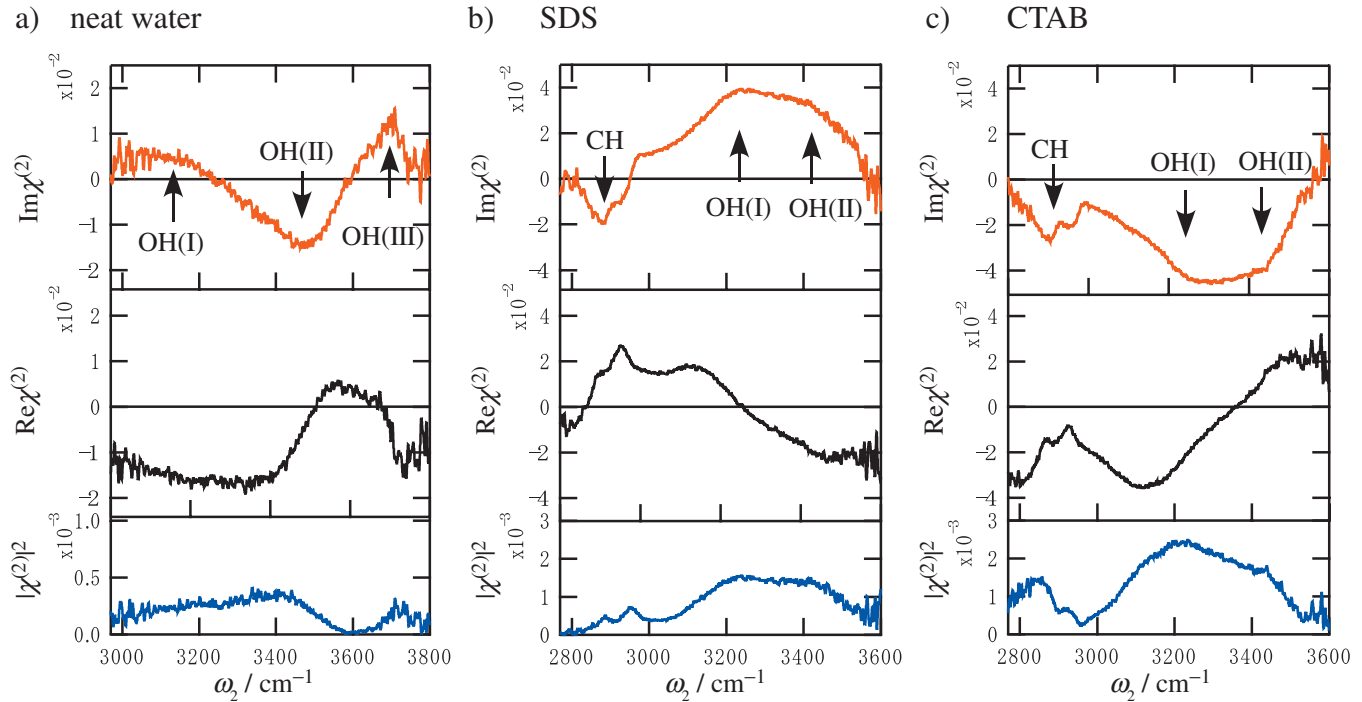 a) neat water
x10⁻²
2
1
0
−1
−2
Imχ⁽²⁾
OH(I)
OH(II)
OH(III)
x10⁻²
2
1
0
−1
−2
Reχ⁽²⁾
x10⁻³
1.0
0.5
0.0
|χ⁽²⁾|²
3000 3200 3400 3600 3800
ω₂ / cm⁻¹
b) SDS
x10⁻²
4
2
0
−2
−4
Imχ⁽²⁾
CH
OH(I)
OH(II)
x10⁻²
4
2
0
−2
−4
Reχ⁽²⁾
x10⁻³
3
2
1
0
|χ⁽²⁾|²
2800 3000 3200 3400 3600
ω₂ / cm⁻¹
c) CTAB
x10⁻²
4
2
0
−2
−4
Imχ⁽²⁾
CH
OH(I)
OH(II)
x10⁻²
4
2
0
−2
−4
Reχ⁽²⁾
x10⁻³
3
2
1
0
|χ⁽²⁾|²
2800 3000 3200 3400 3600
ω₂ / cm⁻¹